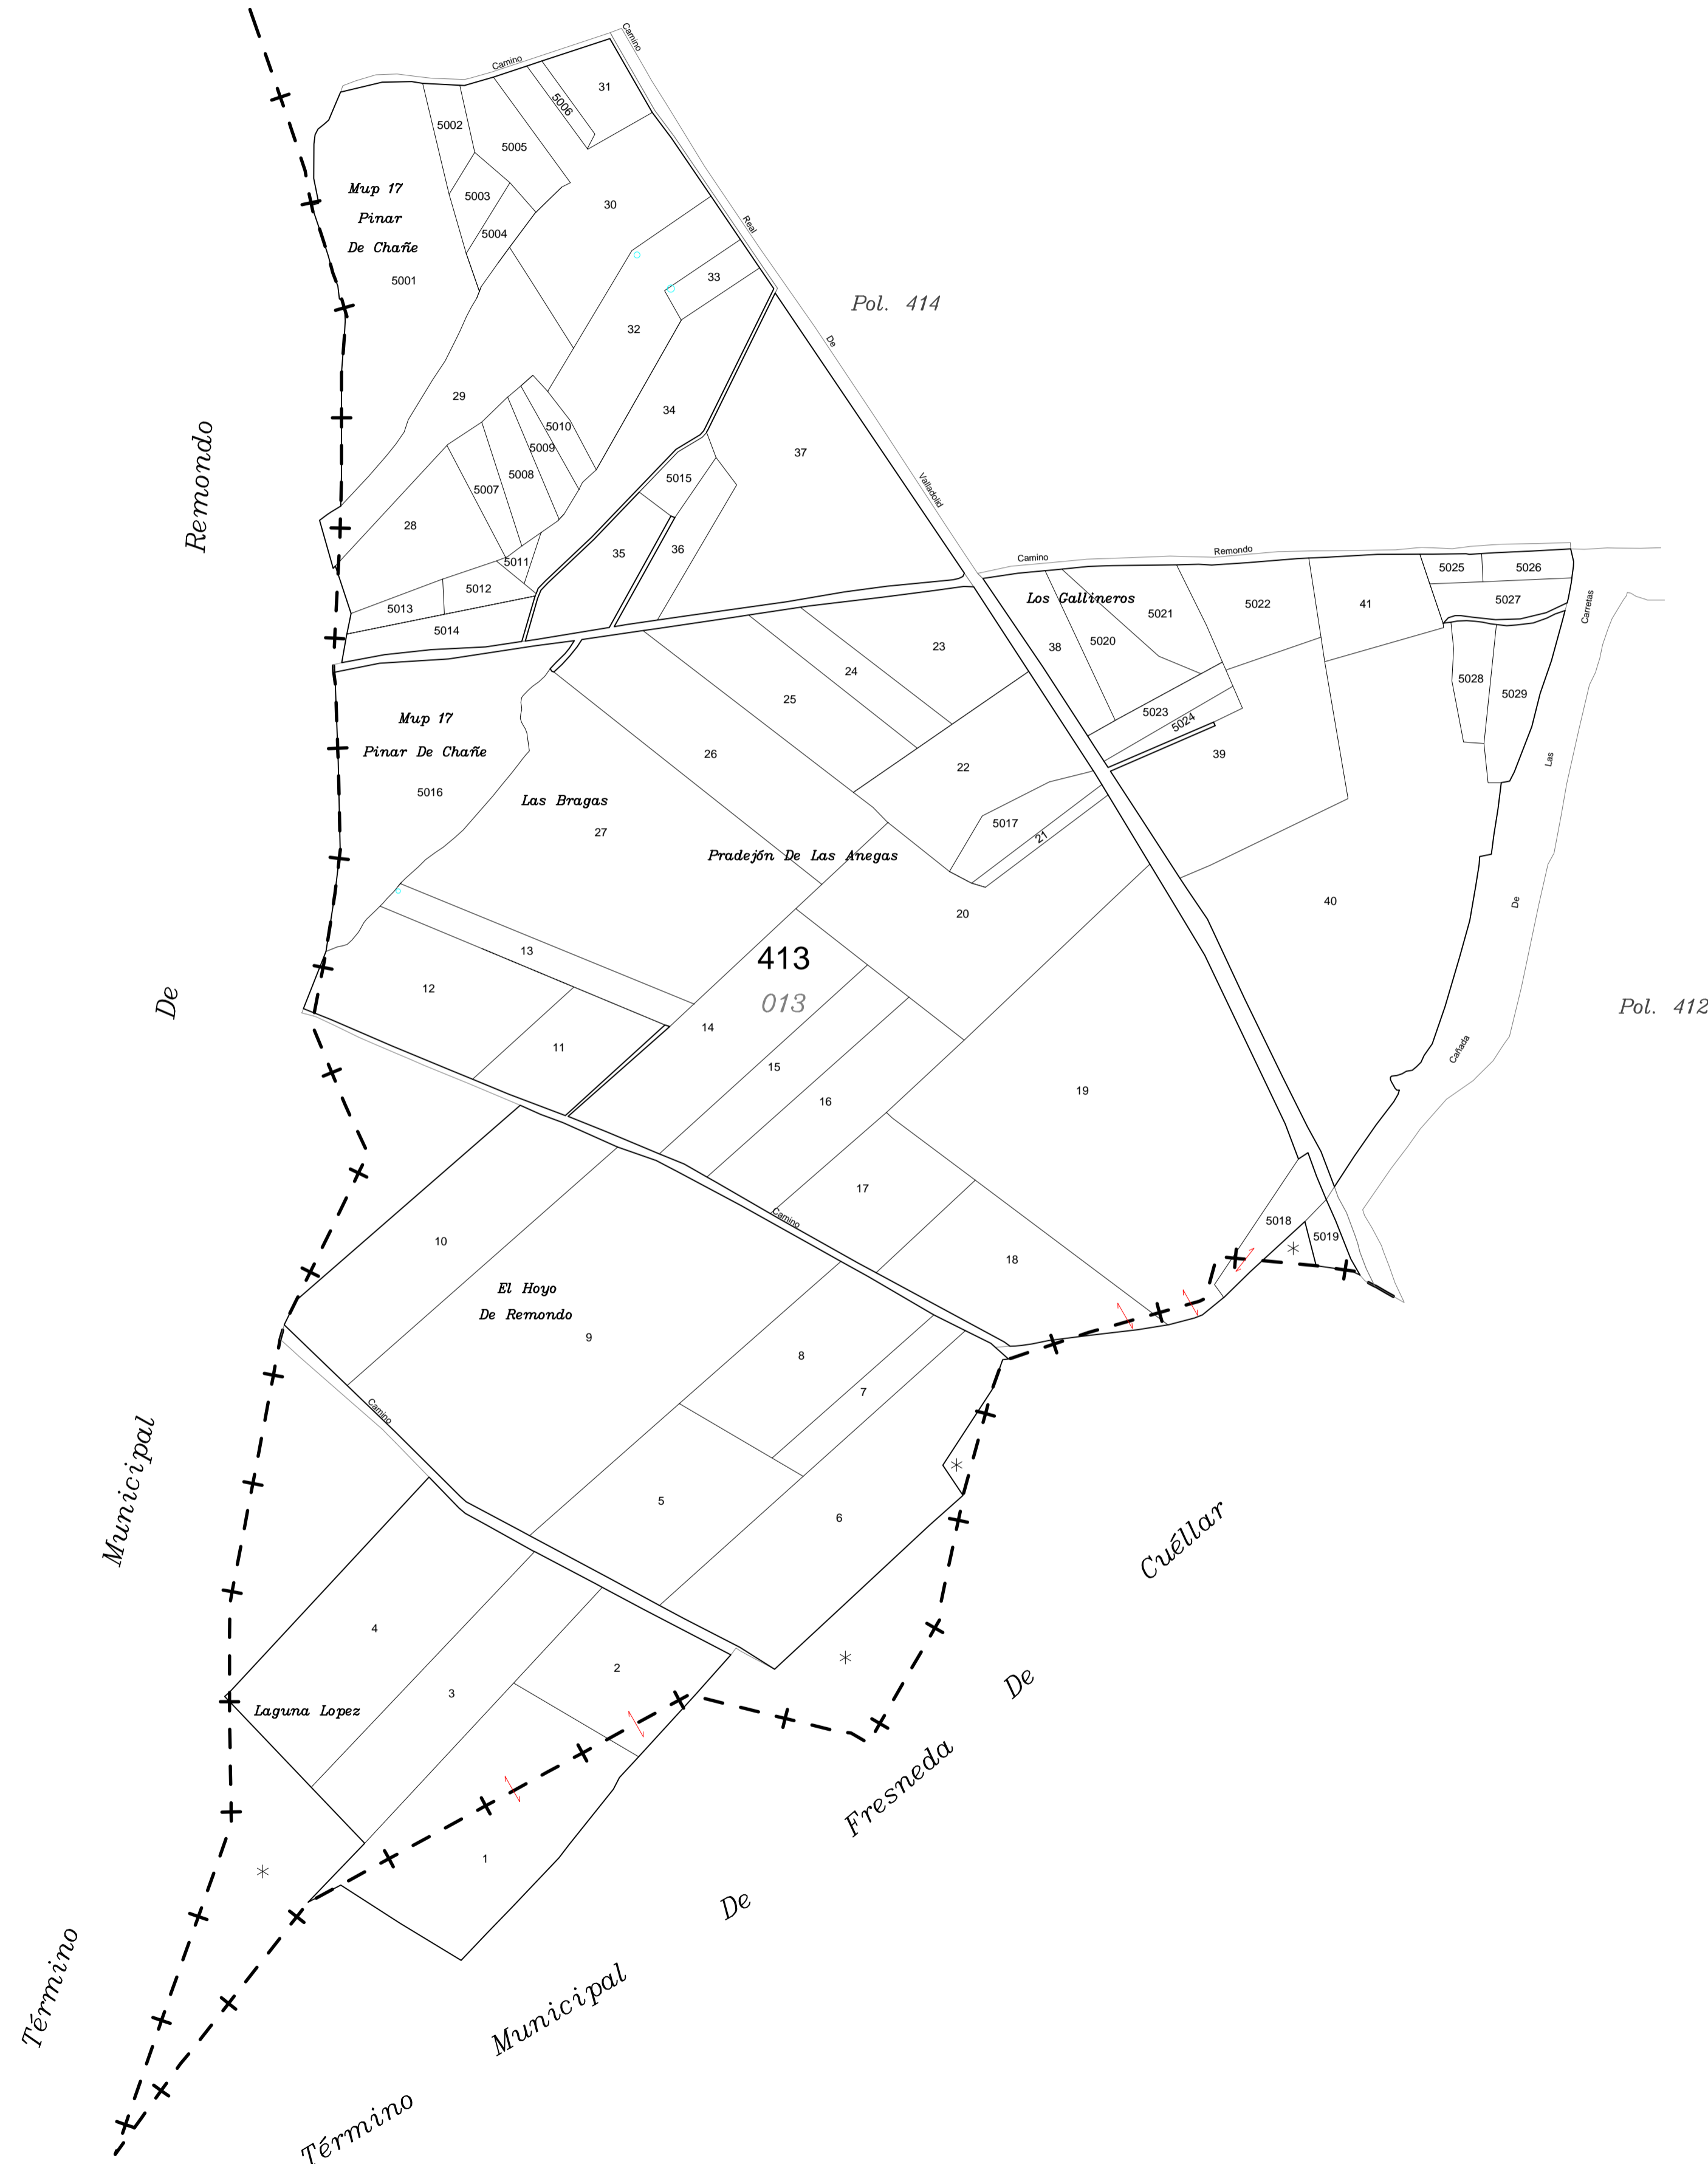 Camino
Camino
31
5006
5002
5005
Mup 17
Pinar
De Chañe
5003
5004
30
5001
Real
33
Pol. 414
32
De
29
34
5010
5009
37
Remondo
5008
5015
5007
Valladolid
28
35
36
5011
5012
5013
5014
Camino
Remondo
5025
5026
Los Gallineros
5021
5022
41
5027
Carretas
38
5020
23
24
25
5028
5029
5023
5024
Mup 17
Pinar De Chañe
5016
26
22
39
Las
Las Bragas
27
5017
21
Pradejón De Las Anegas
20
40
De
13
413
013
12
De
14
Pol. 412
11
15
16
19
Cañada
17
Camino
10
5018
5019
18
El Hoyo
De Remondo
9
8
7
Camino
Municipal
5
6
Cuéllar
4
2
3
De
Laguna Lopez
Fresneda
1
De
Término
Municipal
Término